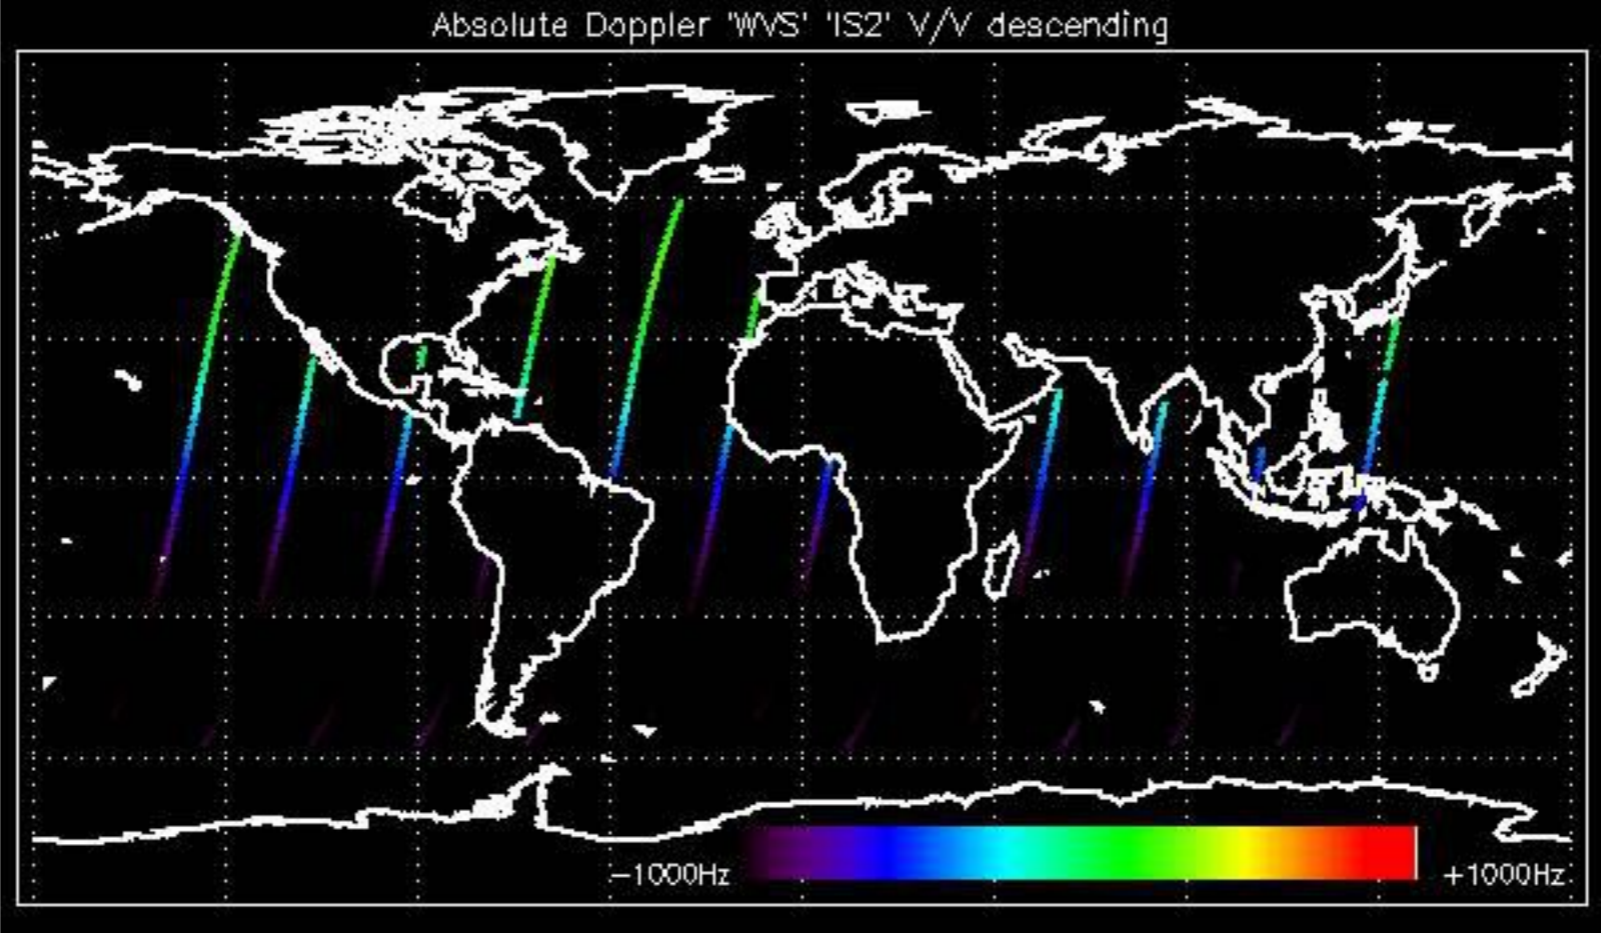 Absolute Doppler 'WVS' 'IS2' V/V descending
-1000Hz +1000Hz